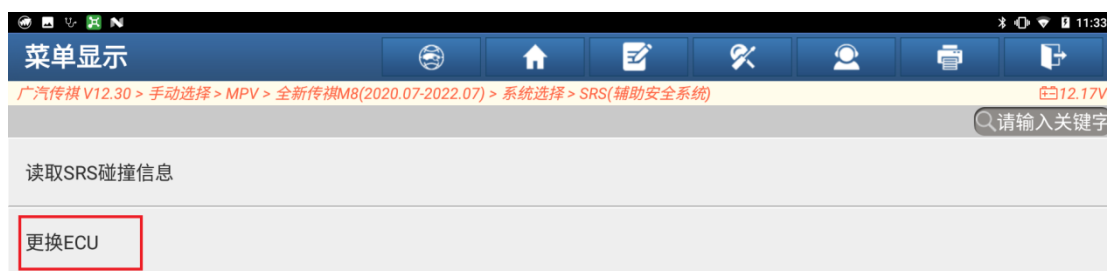 11:33
菜单显示
广汽传祺 V12.30 > 手动选择 > MPV > 全新传祺M8(2020.07-2022.07) > 系统选择 > SRS(辅助安全系统) 12.17V
请输入关键字
读取SRS碰撞信息
更换ECU